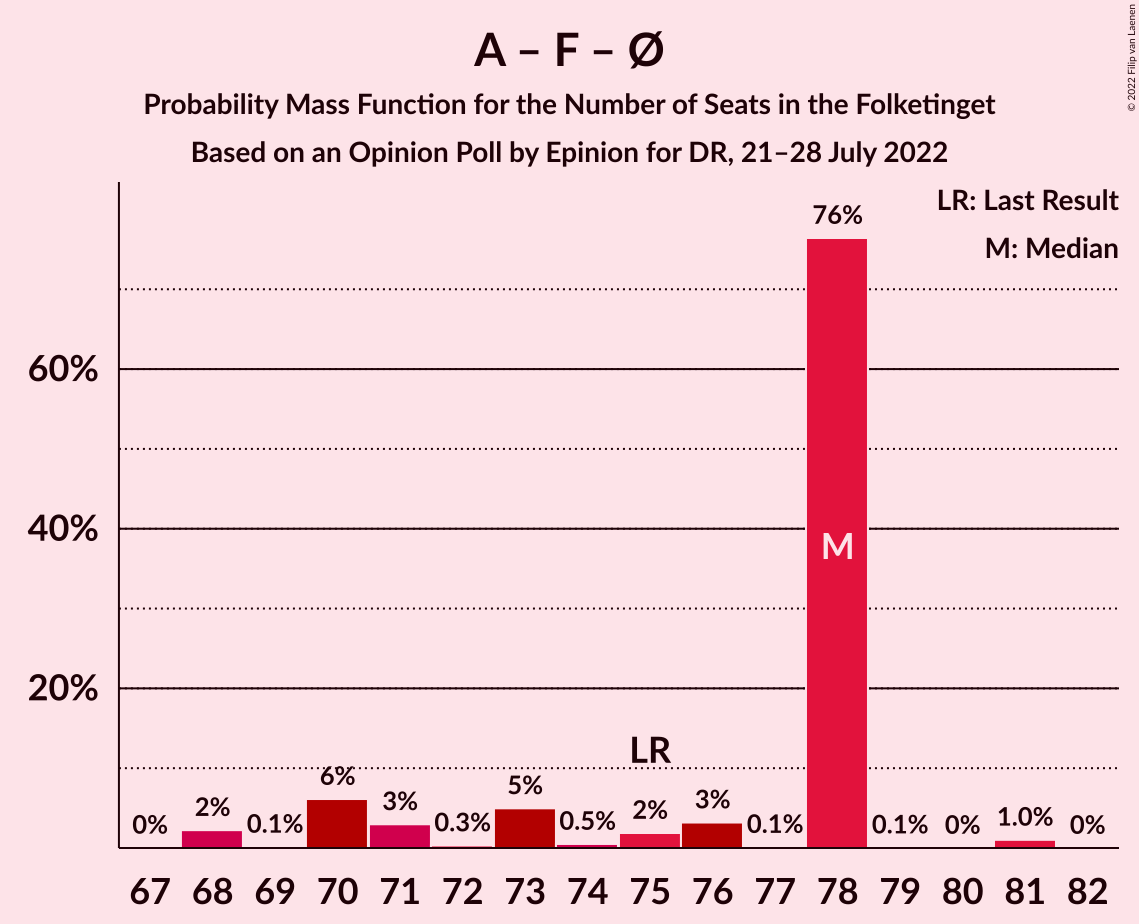 A – F – Ø
Probability Mass Function for the Number of Seats in the Folketinget
Based on an Opinion Poll by Epinion for DR, 21–28 July 2022
© 2022 Filip van Laenen
LR: Last Result
M: Median
60%
40%
20%
0%
2%
0.1%
6%
3%
0.3%
5%
0.5%
2%
3%
0.1%
76%
0.1%
0%
1.0%
0%
LR
M
67 68 69 70 71 72 73 74 75 76 77 78 79 80 81 82